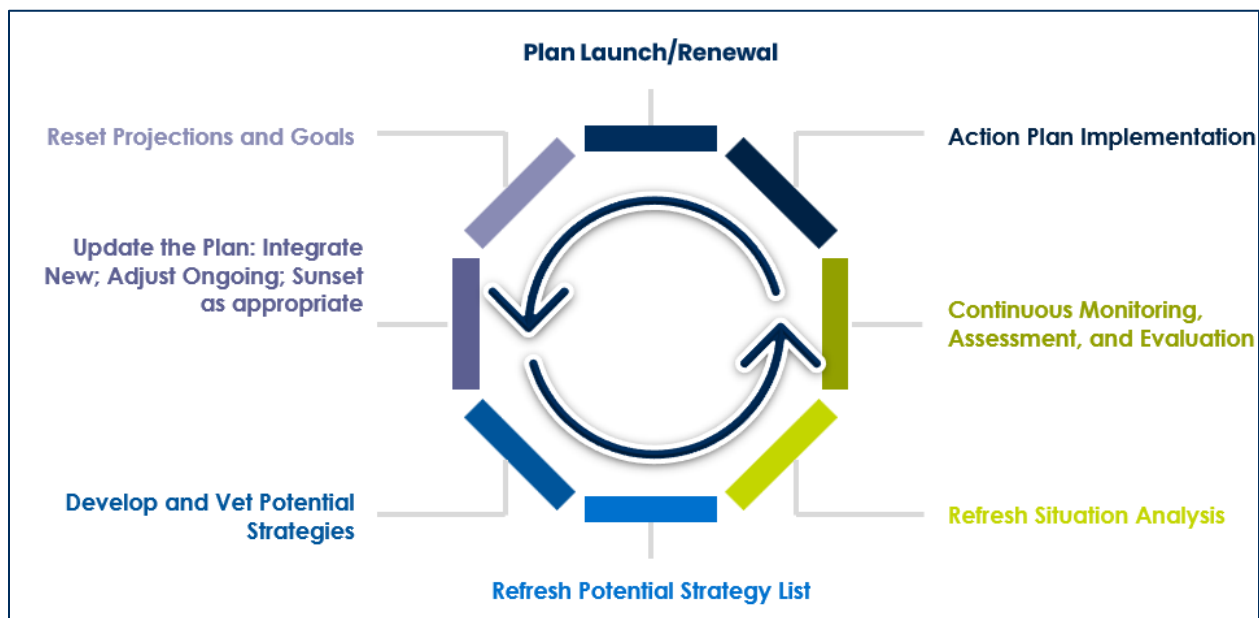 Plan Launch/Renewal
Reset Projections and Goals
Action Plan Implementation
Update the Plan: Integrate
New; Adjust Ongoing; Sunset
as appropriate
Continuous Monitoring,
Assessment, and Evaluation
Develop and Vet Potential
Strategies
Refresh Situation Analysis
Refresh Potential Strategy List